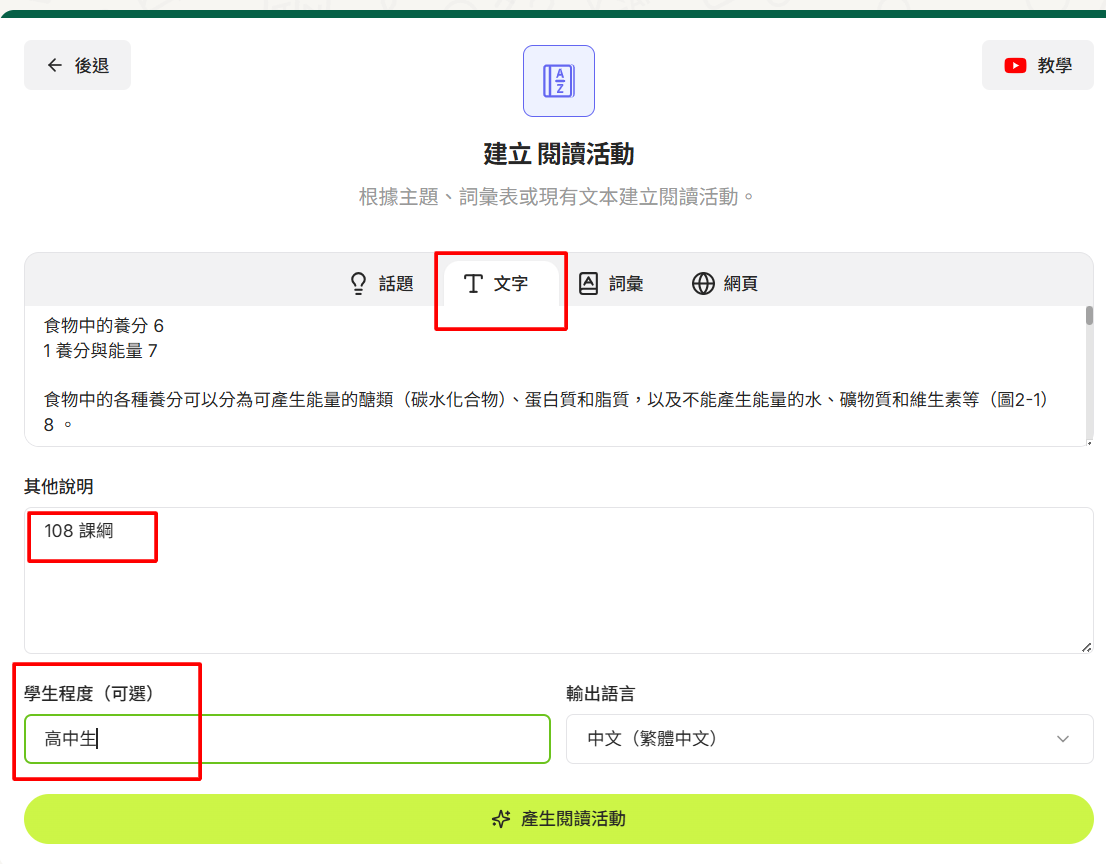 後退
教學
A
Z
建立 閱讀活動
根據主題、詞彙表或現有文本建立閱讀活動。
話題
文字
詞彙
網頁
食物中的養分 6
1 養分與能量 7
食物中的各種養分可以分為可產生能量的醣類（碳水化合物）、蛋白質和脂質，以及不能產生能量的水、礦物質和維生素等（圖2-1）
8 。
其他說明
108 課綱
學生程度（可選）
輸出語言
高中生
中文（繁體中文）
產生閱讀活動